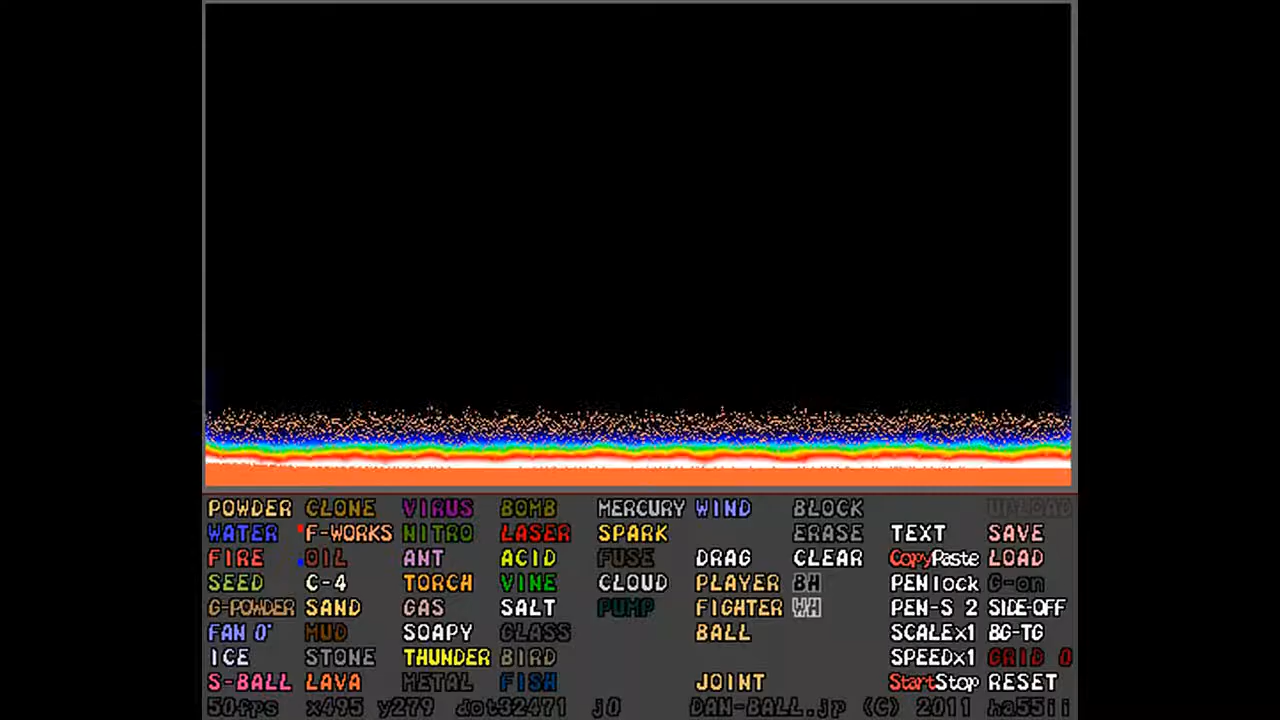 POWDER CLONE VIRUS BOMB MERCURY WIND BLOCK UPLOAD
WATER F-WORKS NITRO LASER SPARK ERASE TEXT SAVE
FIRE OIL ANT ACID FUSE DRAG CLEAR CopyPaste LOAD
SEED C-4 TORCH VINE CLOUD PLAYER BH PENlock G-on
G-POWDER SAND GAS SALT PUMP FIGHTER WH PEN-S 2 SIDE-OFF
FAN 0° MUD SOAPY GLASS BALL SCALEx1 BG-TG
ICE STONE THUNDER BIRD SPEEDx1 GRID 0
S-BALL LAVA METAL FISH JOINT StartStop RESET
50fps x495 y279 dot32471 j0 DAN-BALL.jp (C) 2011 ha55ii